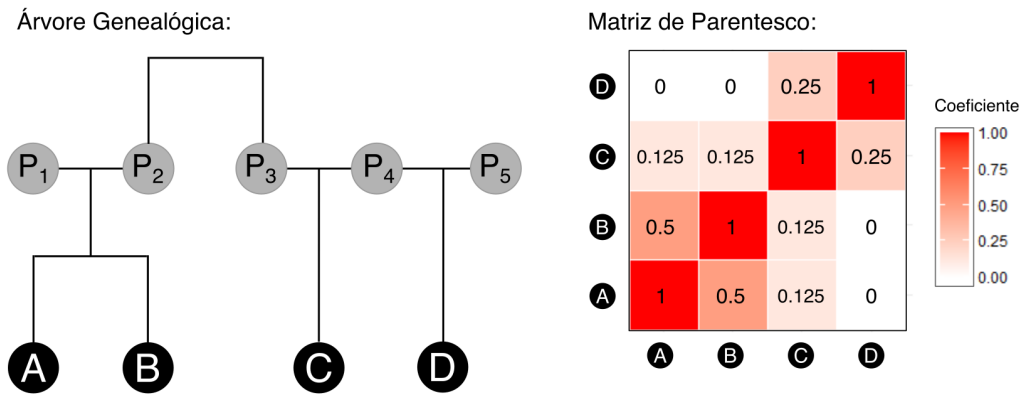 Árvore Genealógica:
P1 P2 P3 P4 P5
A B C D
Matriz de Parentesco:
D 0 0 0.25 1
C 0.125 0.125 1 0.25
B 0.5 1 0.125 0
A 1 0.5 0.125 0
A B C D
Coeficiente
1.00
0.75
0.50
0.25
0.00